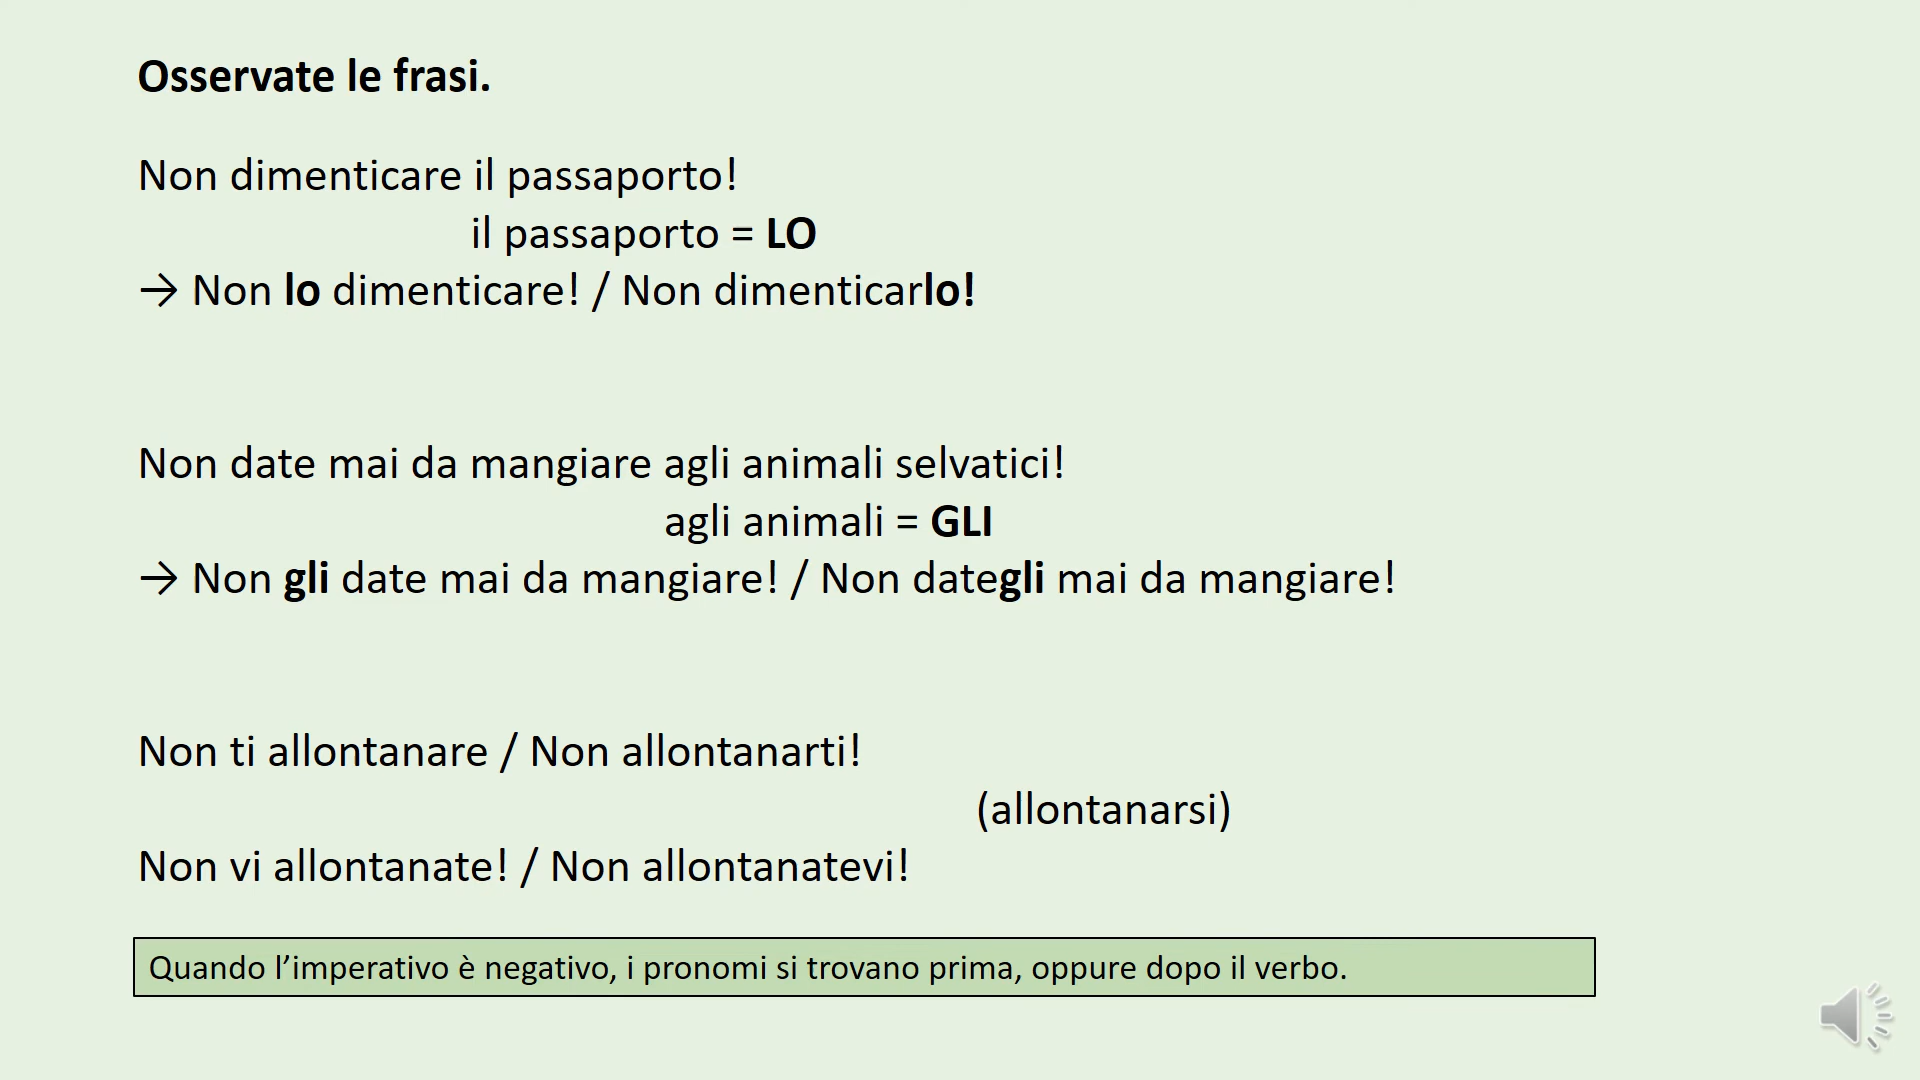 Osservate le frasi.
Non dimenticare il passaporto!
il passaporto = LO
→ Non lo dimenticare! / Non dimenticarlo!
Non date mai da mangiare agli animali selvatici!
agli animali = GLI
→ Non gli date mai da mangiare! / Non dategli mai da mangiare!
Non ti allontanare / Non allontanarti!
(allontanarsi)
Non vi allontanate! / Non allontanatevi!
Quando l’imperativo è negativo, i pronomi si trovano prima, oppure dopo il verbo.